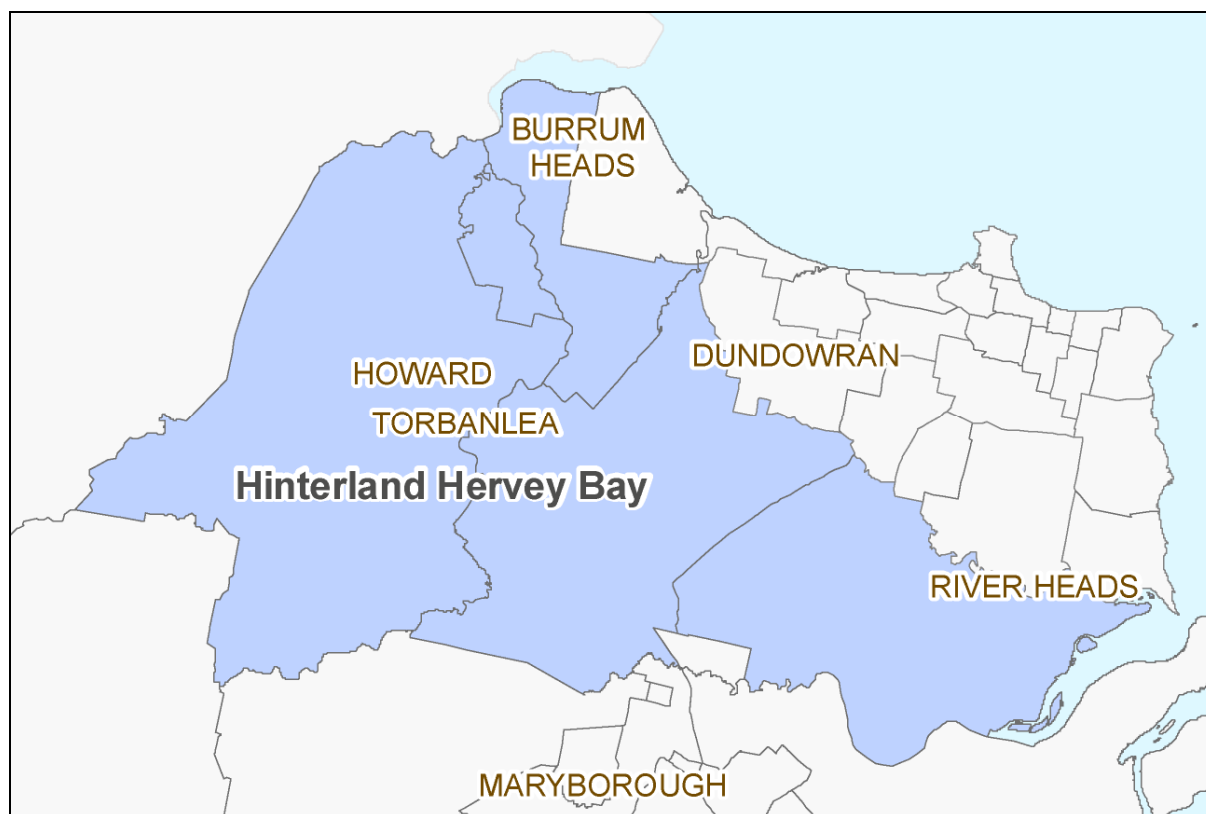 BURRUM
HEADS
DUNDOWRAN
HOWARD
TORBANLEA
Hinterland Hervey Bay
RIVER HEADS
MARYBOROUGH